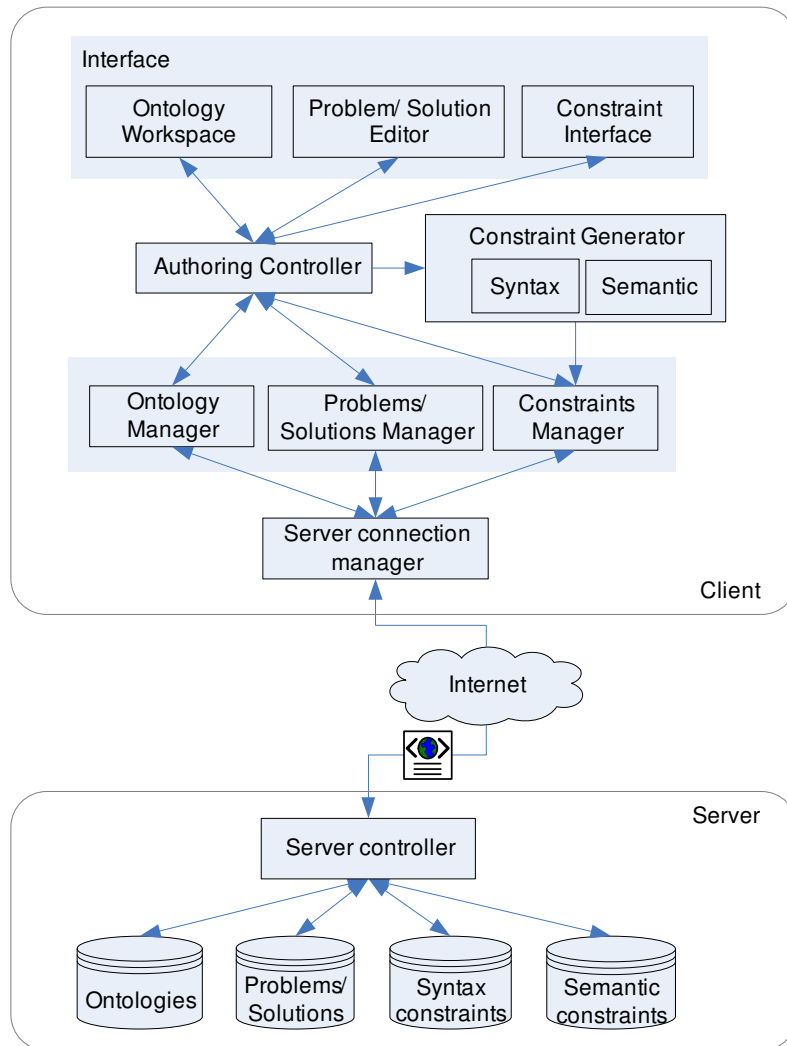 Interface
Ontology
Workspace
Problem/ Solution
Editor
Constraint
Interface
Authoring Controller
Constraint Generator
Syntax
Semantic
Ontology
Manager
Problems/
Solutions Manager
Constraints
Manager
Server connection
manager
Client
Internet
Server
Server controller
Ontologies
Problems/
Solutions
Syntax
constraints
Semantic
constraints